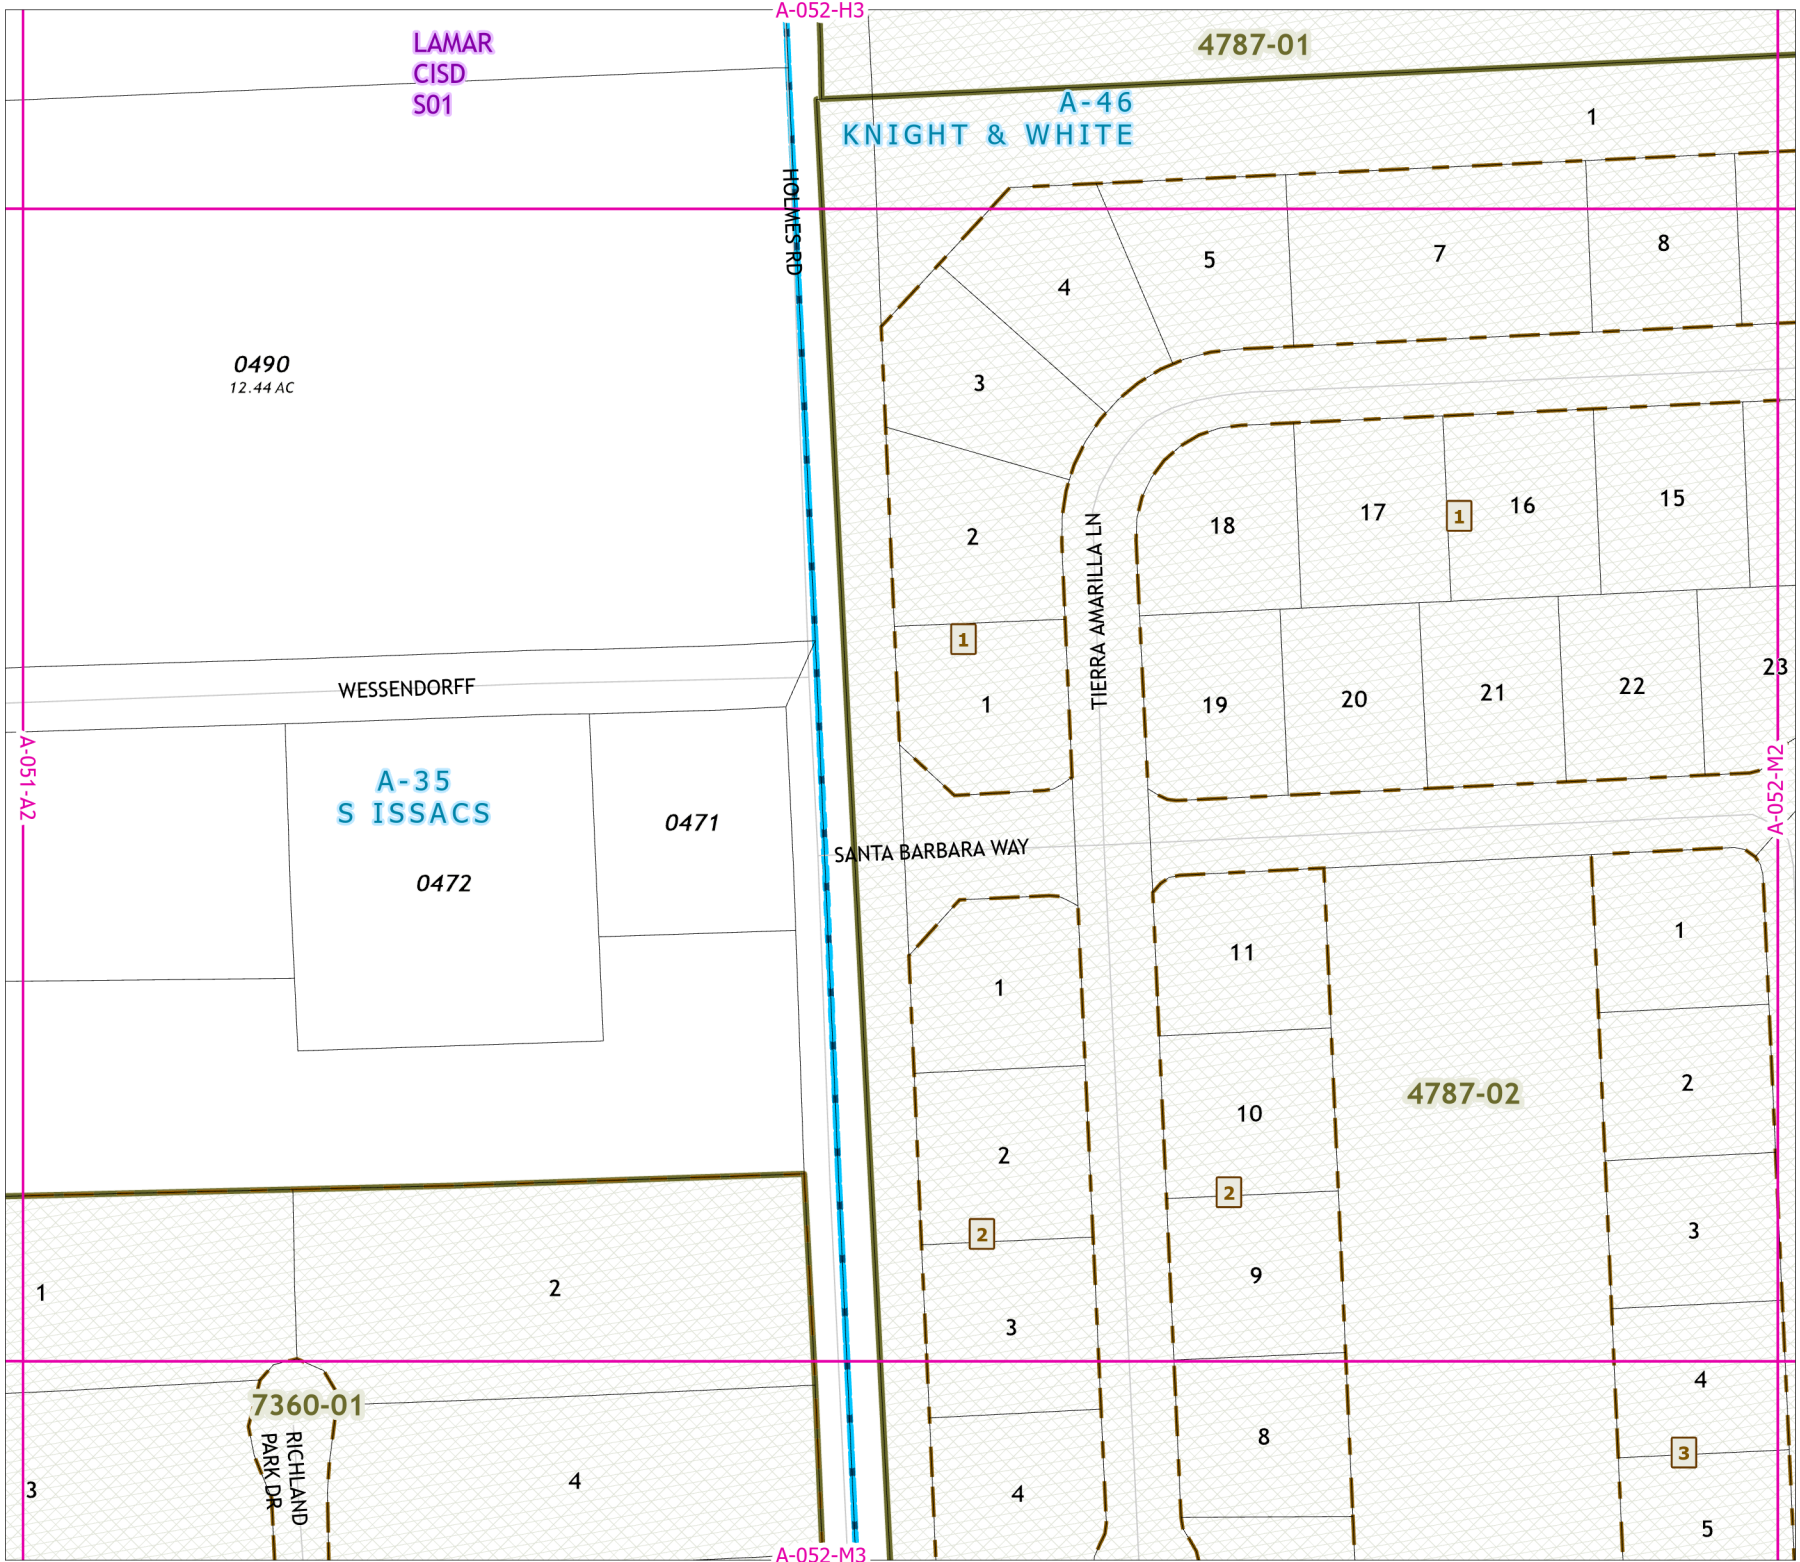 A-052-H3
LAMAR
CISD
S01
4787-01
A-46
KNIGHT & WHITE
1
HOLMES RD
5
7
8
4
3
0490
12.44 AC
2
18
17
1
16
15
TIERRA AMARILLA LN
1
1
19
20
21
22
23
WESSENDORFF
A-051-A2
A-052-M2
A-35
S ISSACS
0471
0472
SANTA BARBARA WAY
11
1
1
2
4787-02
10
2
2
2
3
1
2
9
3
4
7360-01
RICHLAND
PARK DR
8
3
3
4
4
5
A-052-M3